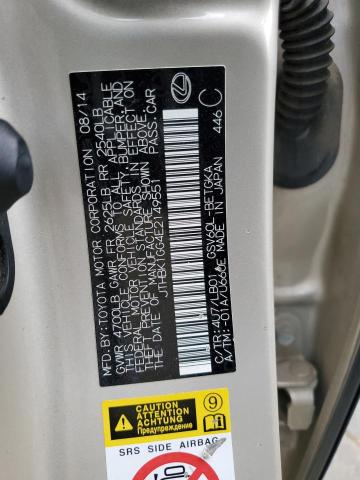 MFD. BY: TOYOTA MOTOR CORPORATION 08/14
GVWR 4700LB GAWR FR 2625LB RR 2540LB
THIS VEHICLE CONFORMS TO ALL APPLICABLE
FEDERAL MOTOR VEHICLE SAFETY, BUMPER, AND
THEFT PREVENTION STANDARDS IN EFFECT ON
THE DATE OF MANUFACTURE SHOWN ABOVE.
JTHBK1GG4E2149551 PASS.CAR
C/TR:4U7/LB01 GSV60L-BETGKA
A/TM:-01A/U660E MADE IN JAPAN
446 C
CAUTION
ATTENTION
Предупреждение
9
SRS SIDE AIRBAG